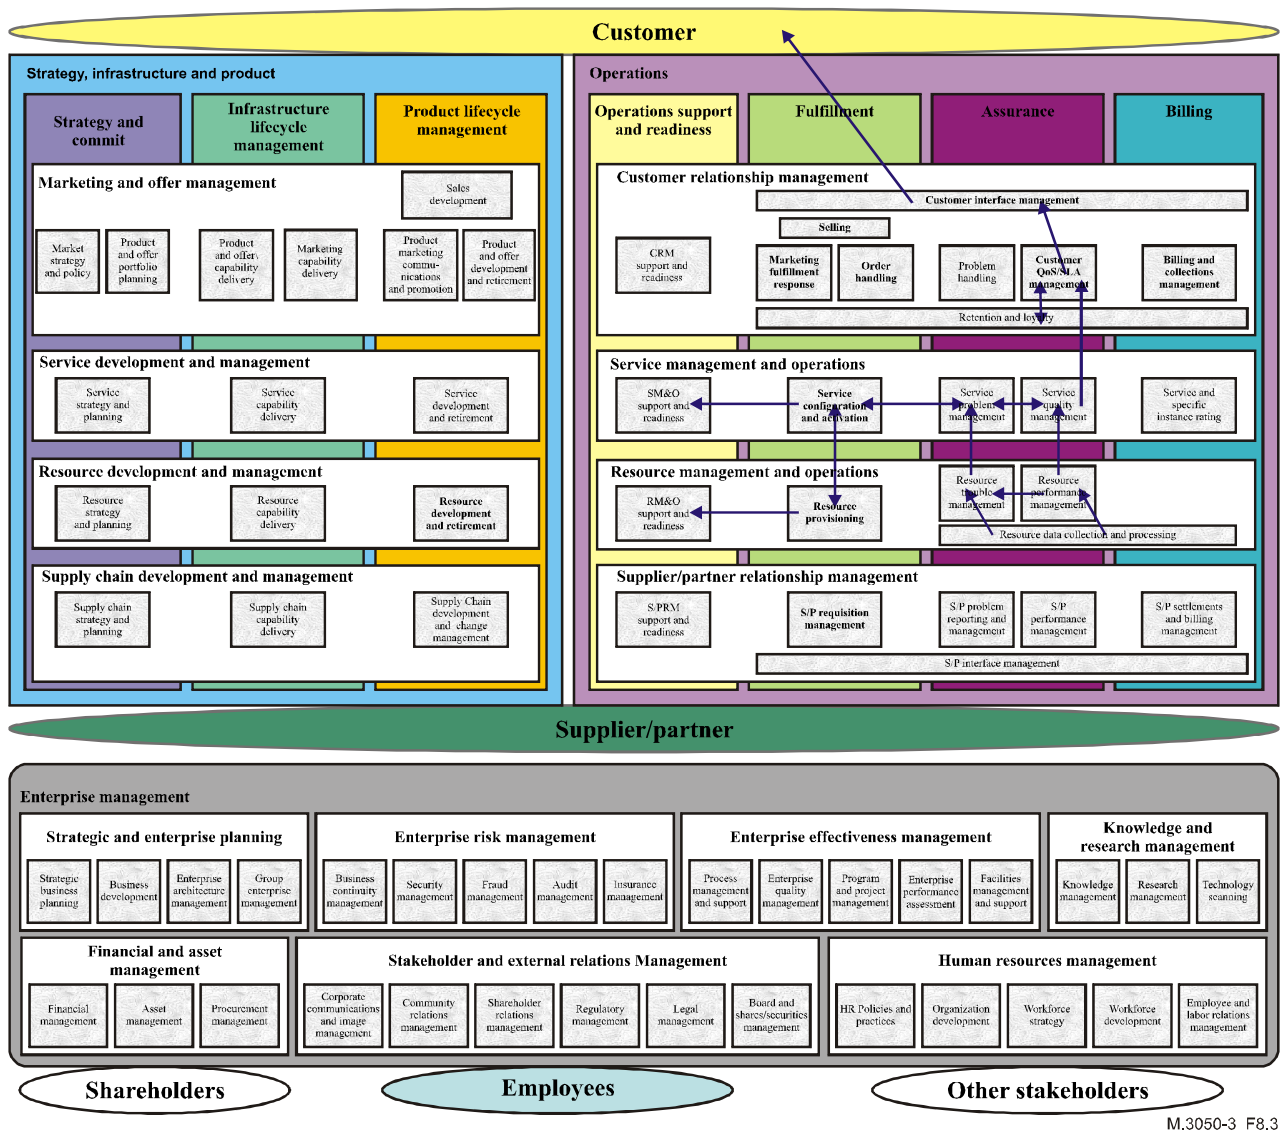 Customer
Strategy, infrastructure and product
Operations
Strategy and
commit
Infrastructure
lifecycle
management
Product lifecycle
management
Operations support
and readiness
Fulfillment
Assurance
Billing
Marketing and offer management
Sales
development
Market
strategy
and policy
Product
and offer
portfolio
planning
Product
and offer
capability
delivery
Marketing
capability
delivery
Product
marketing
commu-
nications
and promotion
Product
and offer
development
and retirement
Customer relationship management
Customer interface management
Selling
CRM
support and
readiness
Marketing
fulfillment
response
Order
handling
Problem
handling
Customer
QoS/SLA
management
Billing and
collections
management
Retention and loyalty
Service development and management
Service
strategy and
planning
Service
capability
delivery
Service
development
and retirement
Service management and operations
SM&O
support and
readiness
Service
configuration
and activation
Service
problem
management
Service
quality
management
Service and
specific
instance rating
Resource development and management
Resource
strategy
and planning
Resource
capability
delivery
Resource
development
and retirement
Resource management and operations
RM&O
support and
readiness
Resource
provisioning
Resource
trouble
management
Resource
performance
management
Resource data collection and processing
Supply chain development and management
Supply chain
strategy and
planning
Supply chain
capability
delivery
Supply Chain
development
and change
management
Supplier/partner relationship management
S/PRM
support and
readiness
S/P requisition
management
S/P problem
reporting and
management
S/P
performance
management
S/P settlements
and billing
management
S/P interface management
Supplier/partner
Enterprise management
Strategic and enterprise planning
Strategic
business
planning
Business
development
Enterprise
architecture
management
Group
enterprise
management
Enterprise risk management
Business
continuity
management
Security
management
Fraud
management
Audit
management
Insurance
management
Enterprise effectiveness management
Process
management
and support
Enterprise
quality
management
Program
and project
management
Enterprise
performance
assessment
Facilities
management
and support
Knowledge and
research management
Knowledge
management
Research
management
Technology
scanning
Financial and asset
management
Financial
management
Asset
management
Procurement
management
Stakeholder and external relations Management
Corporate
communications
and image
management
Community
relations
management
Shareholder
relations
management
Regulatory
management
Legal
management
Board and
shares/securities
management
Human resources management
HR Policies and
practices
Organization
development
Workforce
strategy
Workforce
development
Employee and
labor relations
management
Shareholders
Employees
Other stakeholders
M.3050-3 F8.3